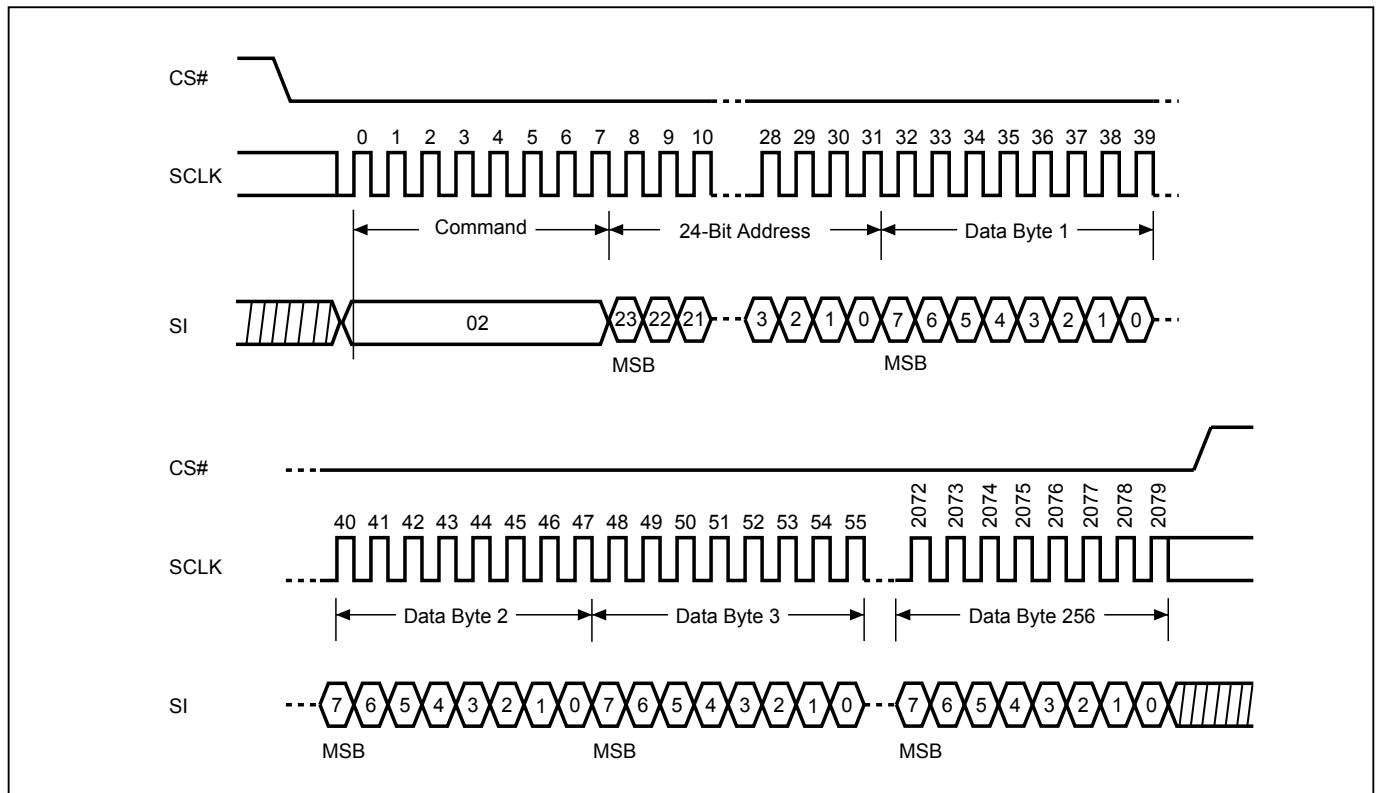 CS#
0 1 2 3 4 5 6 7 8 9 10 28 29 30 31 32 33 34 35 36 37 38 39
SCLK
Command 24-Bit Address Data Byte 1
SI 02 23 22 21 3 2 1 0 7 6 5 4 3 2 1 0
MSB MSB
CS#
2072 2073 2074 2075 2076 2077 2078 2079
40 41 42 43 44 45 46 47 48 49 50 51 52 53 54 55
SCLK
Data Byte 2 Data Byte 3 Data Byte 256
SI 7 6 5 4 3 2 1 0 7 6 5 4 3 2 1 0 7 6 5 4 3 2 1 0
MSB MSB MSB